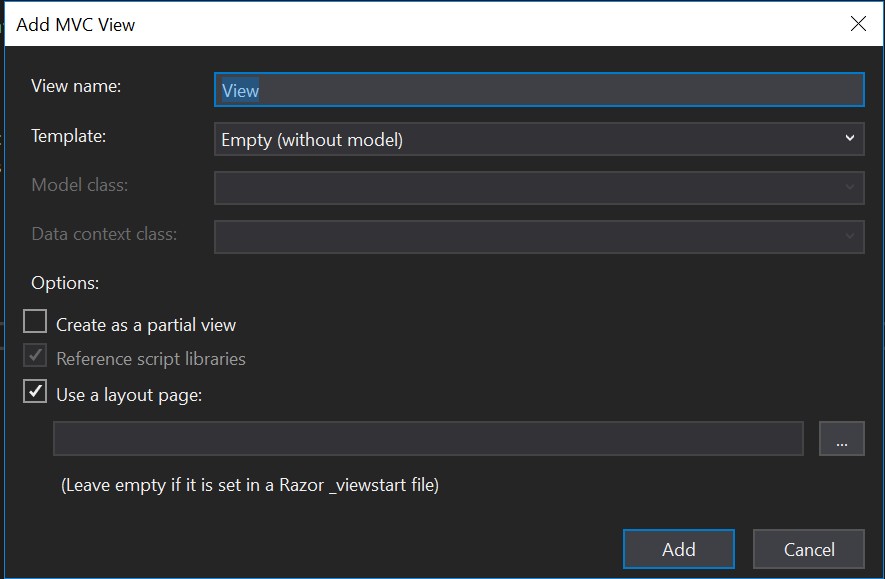 Add MVC View
View name:
View
Template:
Empty (without model)
Model class:
Data context class:
Options:
Create as a partial view
Reference script libraries
Use a layout page:
...
(Leave empty if it is set in a Razor _viewstart file)
Add
Cancel